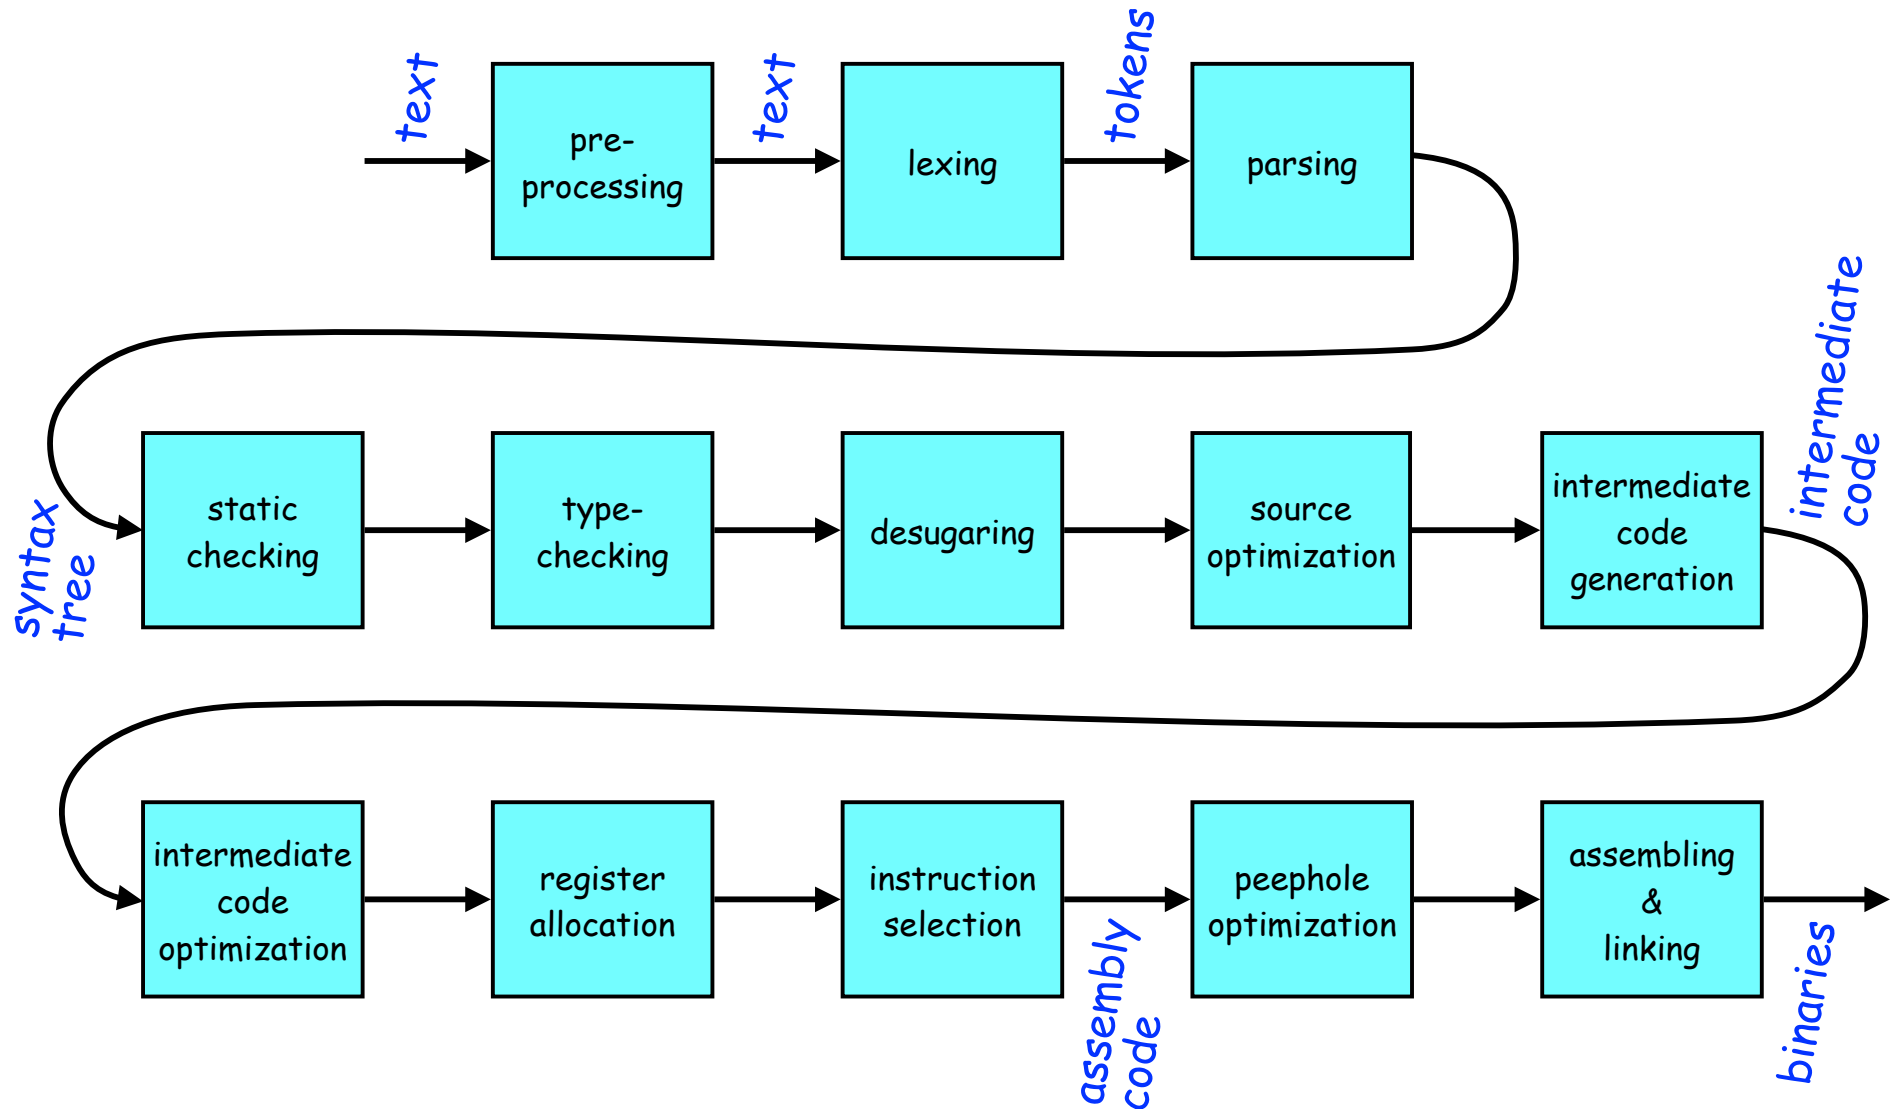 text
text
tokens
pre-
processing
lexing
parsing
syntax
tree
static
checking
type-
checking
desugaring
source
optimization
intermediate
code
generation
intermediate
code
intermediate
code
optimization
register
allocation
instruction
selection
assembly
code
peephole
optimization
assembling
&
linking
binaries